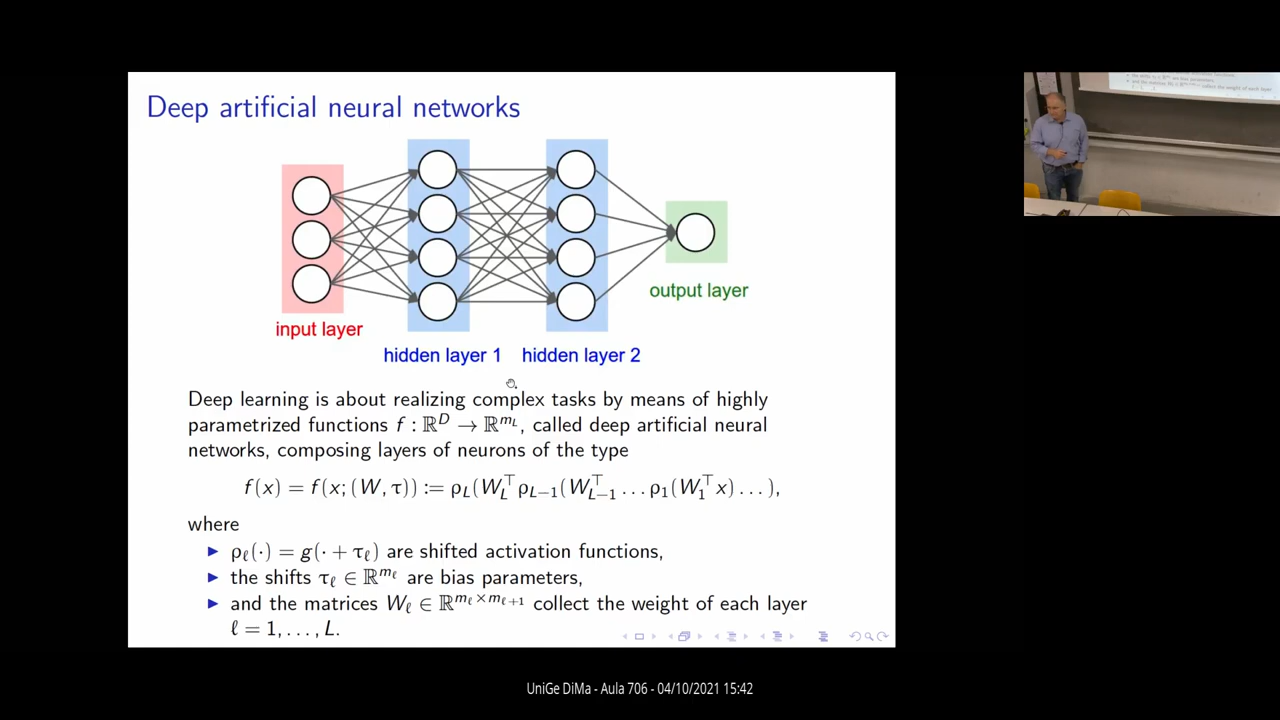 Deep artificial neural networks
input layer
hidden layer 1
hidden layer 2
output layer
Deep learning is about realizing complex tasks by means of highly
parametrized functions f : ℝᴰ → ℝ^{m_L}, called deep artificial neural
networks, composing layers of neurons of the type
f(x) = f(x; (W, τ)) := ρ_L(W_L^⊤ρ_{L−1}(W_{L−1}^⊤ … ρ_1(W_1^⊤x) … ),
where
▶ ρ_ℓ(·) = g(· + τ_ℓ) are shifted activation functions,
▶ the shifts τ_ℓ ∈ ℝ^{m_ℓ} are bias parameters,
▶ and the matrices W_ℓ ∈ ℝ^{m_ℓ×m_{ℓ+1}} collect the weight of each layer
ℓ = 1, … , L.
UniGe DiMa - Aula 706 - 04/10/2021 15:42